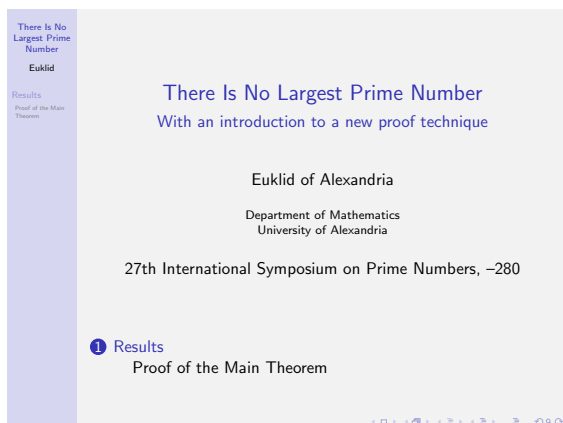 There Is No
Largest Prime
Number
Euklid
Results
Proof of the Main
Theorem
There Is No Largest Prime Number
With an introduction to a new proof technique
Euklid of Alexandria
Department of Mathematics
University of Alexandria
27th International Symposium on Prime Numbers, –280
1 Results
Proof of the Main Theorem